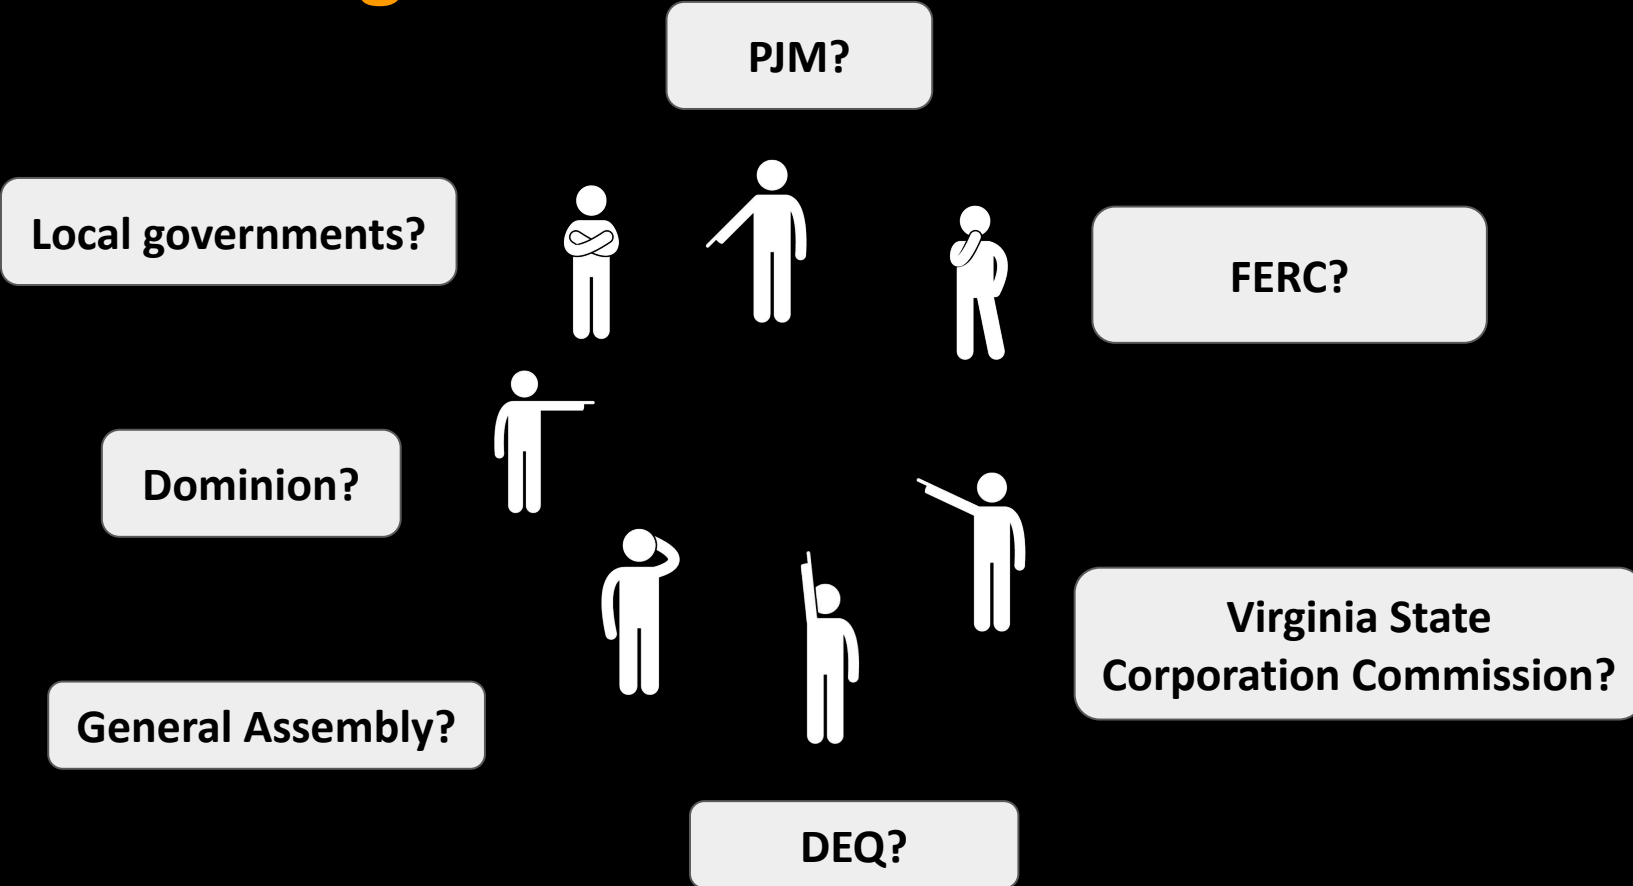 PJM?
Local governments?
FERC?
Dominion?
Virginia State
Corporation Commission?
General Assembly?
DEQ?